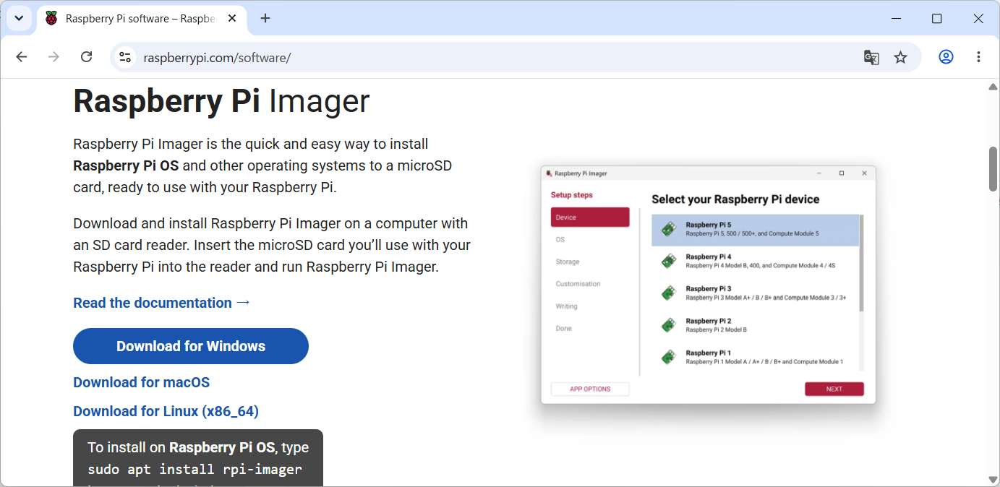 Raspberry Pi software – Raspbe
raspberrypi.com/software/
Raspberry Pi Imager
Raspberry Pi Imager is the quick and easy way to install
Raspberry Pi OS and other operating systems to a microSD
card, ready to use with your Raspberry Pi.
Download and install Raspberry Pi Imager on a computer with
an SD card reader. Insert the microSD card you’ll use with your
Raspberry Pi into the reader and run Raspberry Pi Imager.
Read the documentation →
Download for Windows
Download for macOS
Download for Linux (x86_64)
To install on Raspberry Pi OS, type
sudo apt install rpi-imager
Raspberry Pi Imager
Setup steps
Device
OS
Storage
Customisation
Writing
Done
APP OPTIONS
Select your Raspberry Pi device
Raspberry Pi 5
Raspberry Pi 5, 500 / 500+, and Compute Module 5
Raspberry Pi 4
Raspberry Pi 4 Model B, 400, and Compute Module 4 / 4S
Raspberry Pi 3
Raspberry Pi 3 Model A+ / B / B+ and Compute Module 3 / 3+
Raspberry Pi 2
Raspberry Pi 2 Model B
Raspberry Pi 1
Raspberry Pi 1 Model A / A+ / B / B+ and Compute Module 1
NEXT